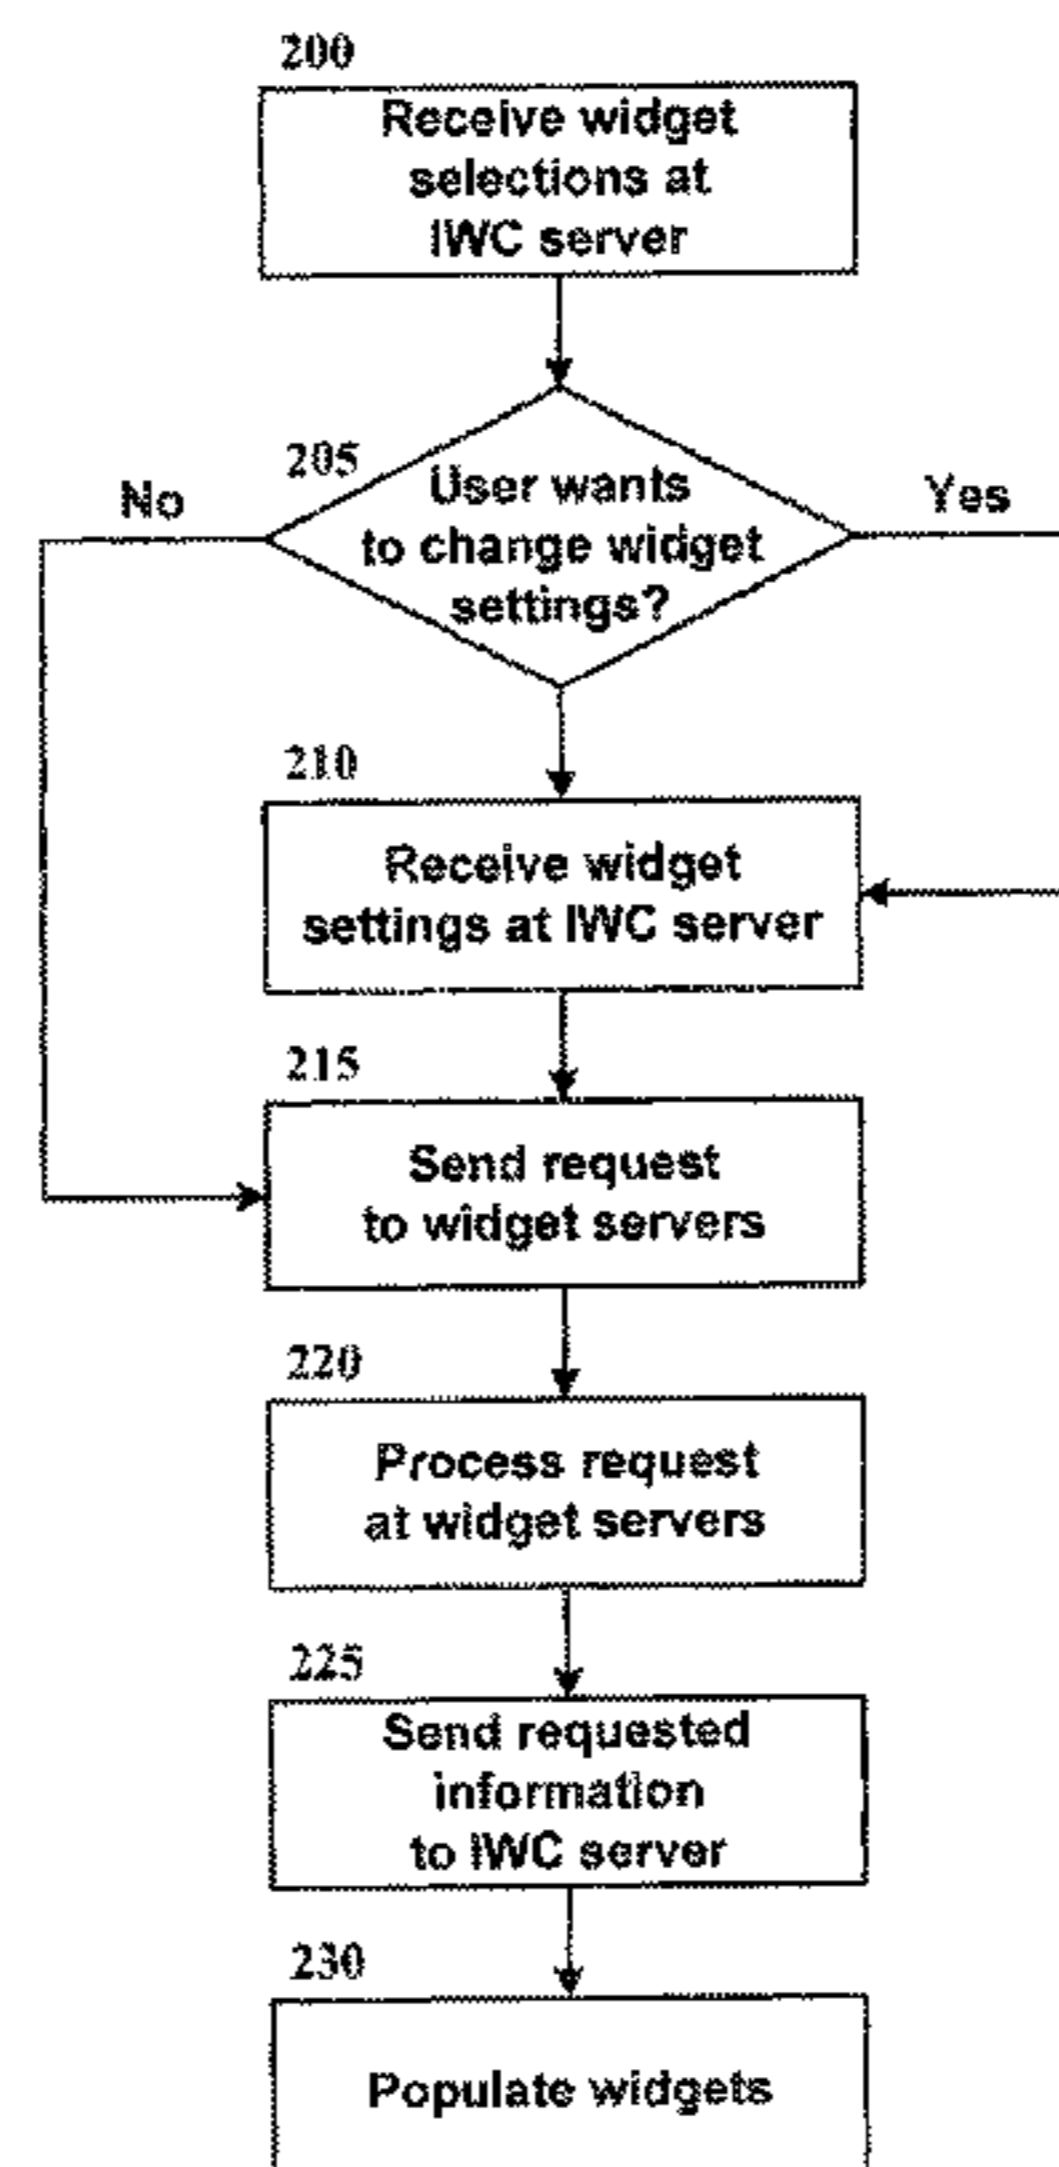 200
Receive widget
selections at
IWC server
205
No
User wants
to change widget
settings?
Yes
210
Receive widget
settings at IWC server
215
Send request
to widget servers
220
Process request
at widget servers
225
Send requested
information
to IWC server
230
Populate widgets